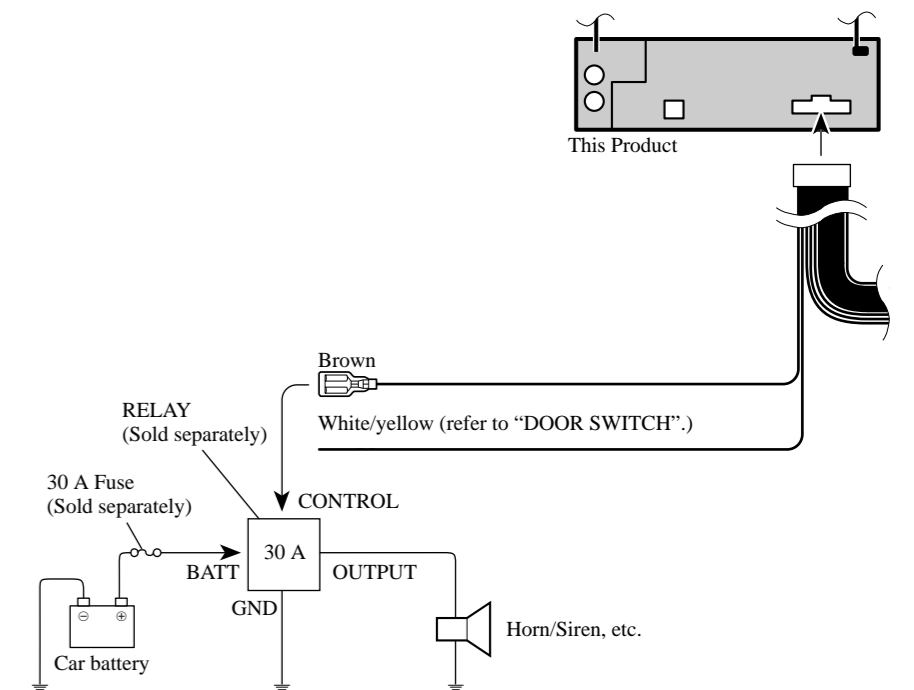 This Product
Brown
White/yellow (refer to “DOOR SWITCH”.)
RELAY
(Sold separately)
30 A Fuse
(Sold separately)
CONTROL
30 A
BATT
OUTPUT
GND
Horn/Siren, etc.
Car battery
⊖ ⊕